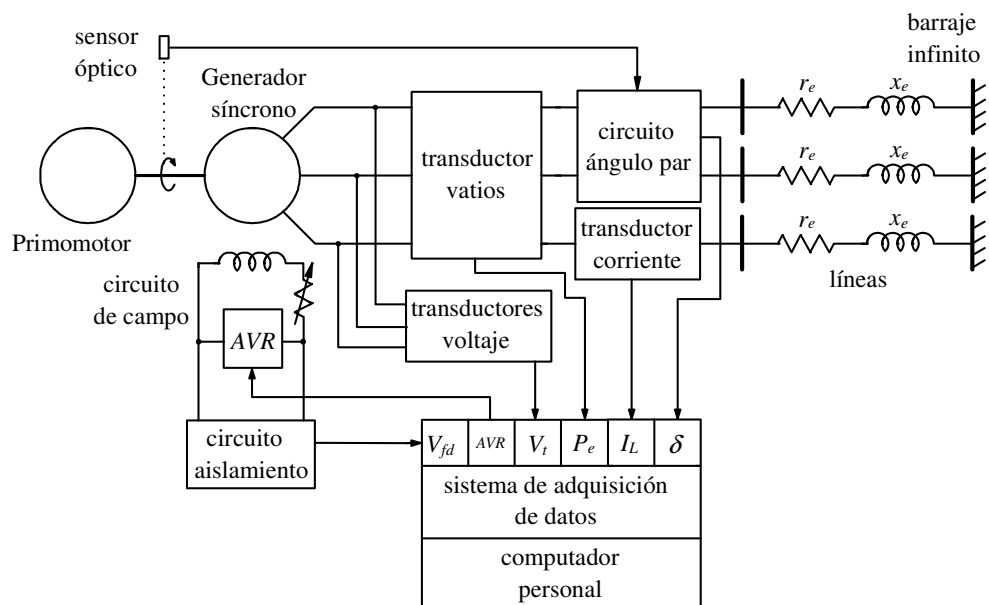 sensor
óptico
Generador
síncrono
barraje
infinito
r_e
x_e
transductor
vatios
circuito
ángulo par
r_e
x_e
Primomotor
transductor
corriente
r_e
x_e
líneas
circuito
de campo
transductores
voltaje
AVR
circuito
aislamiento
V_fd
AVR
V_t
P_e
I_L
δ
sistema de adquisición
de datos
computador
personal